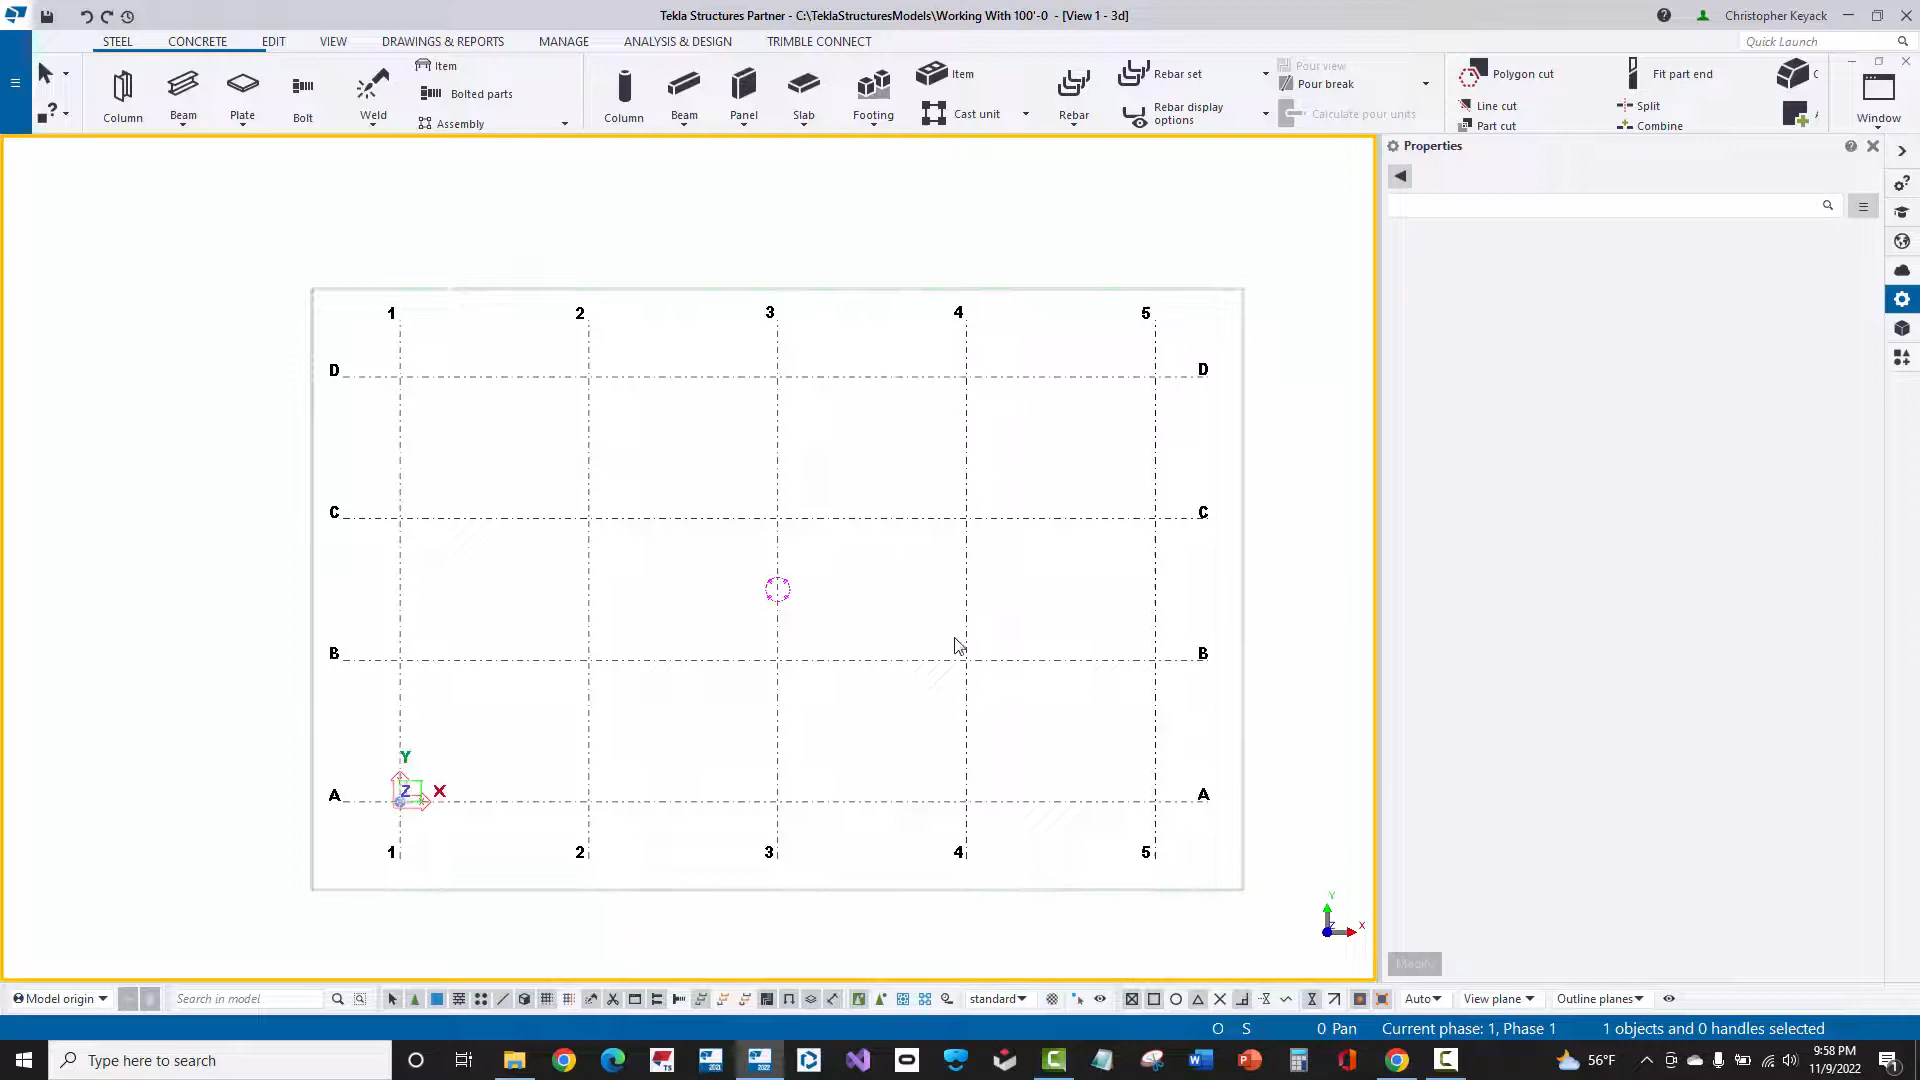 Tekla Structures Partner - C:\TeklaStructuresModels\Working With 100'-0 - [View 1 - 3d]
Christopher Keyack
STEEL CONCRETE EDIT VIEW DRAWINGS & REPORTS MANAGE ANALYSIS & DESIGN TRIMBLE CONNECT
Quick Launch
Column Beam Plate Bolt Weld
Item
Bolted parts
Assembly
Column Beam Panel Slab Footing
Item
Cast unit
Rebar
Rebar set
Rebar display options
Pour view
Pour break
Calculate pour units
Polygon cut
Line cut
Part cut
Fit part end
Split
Combine
Window
Properties
1 2 3 4 5
D D
C C
B B
Y
Z X
A A
1 2 3 4 5
Y
Z X
Modify
Model origin
Search in model
standard
Auto
View plane
Outline planes
O S 0 Pan Current phase: 1, Phase 1 1 objects and 0 handles selected
Type here to search
56°F
9:58 PM
11/9/2022